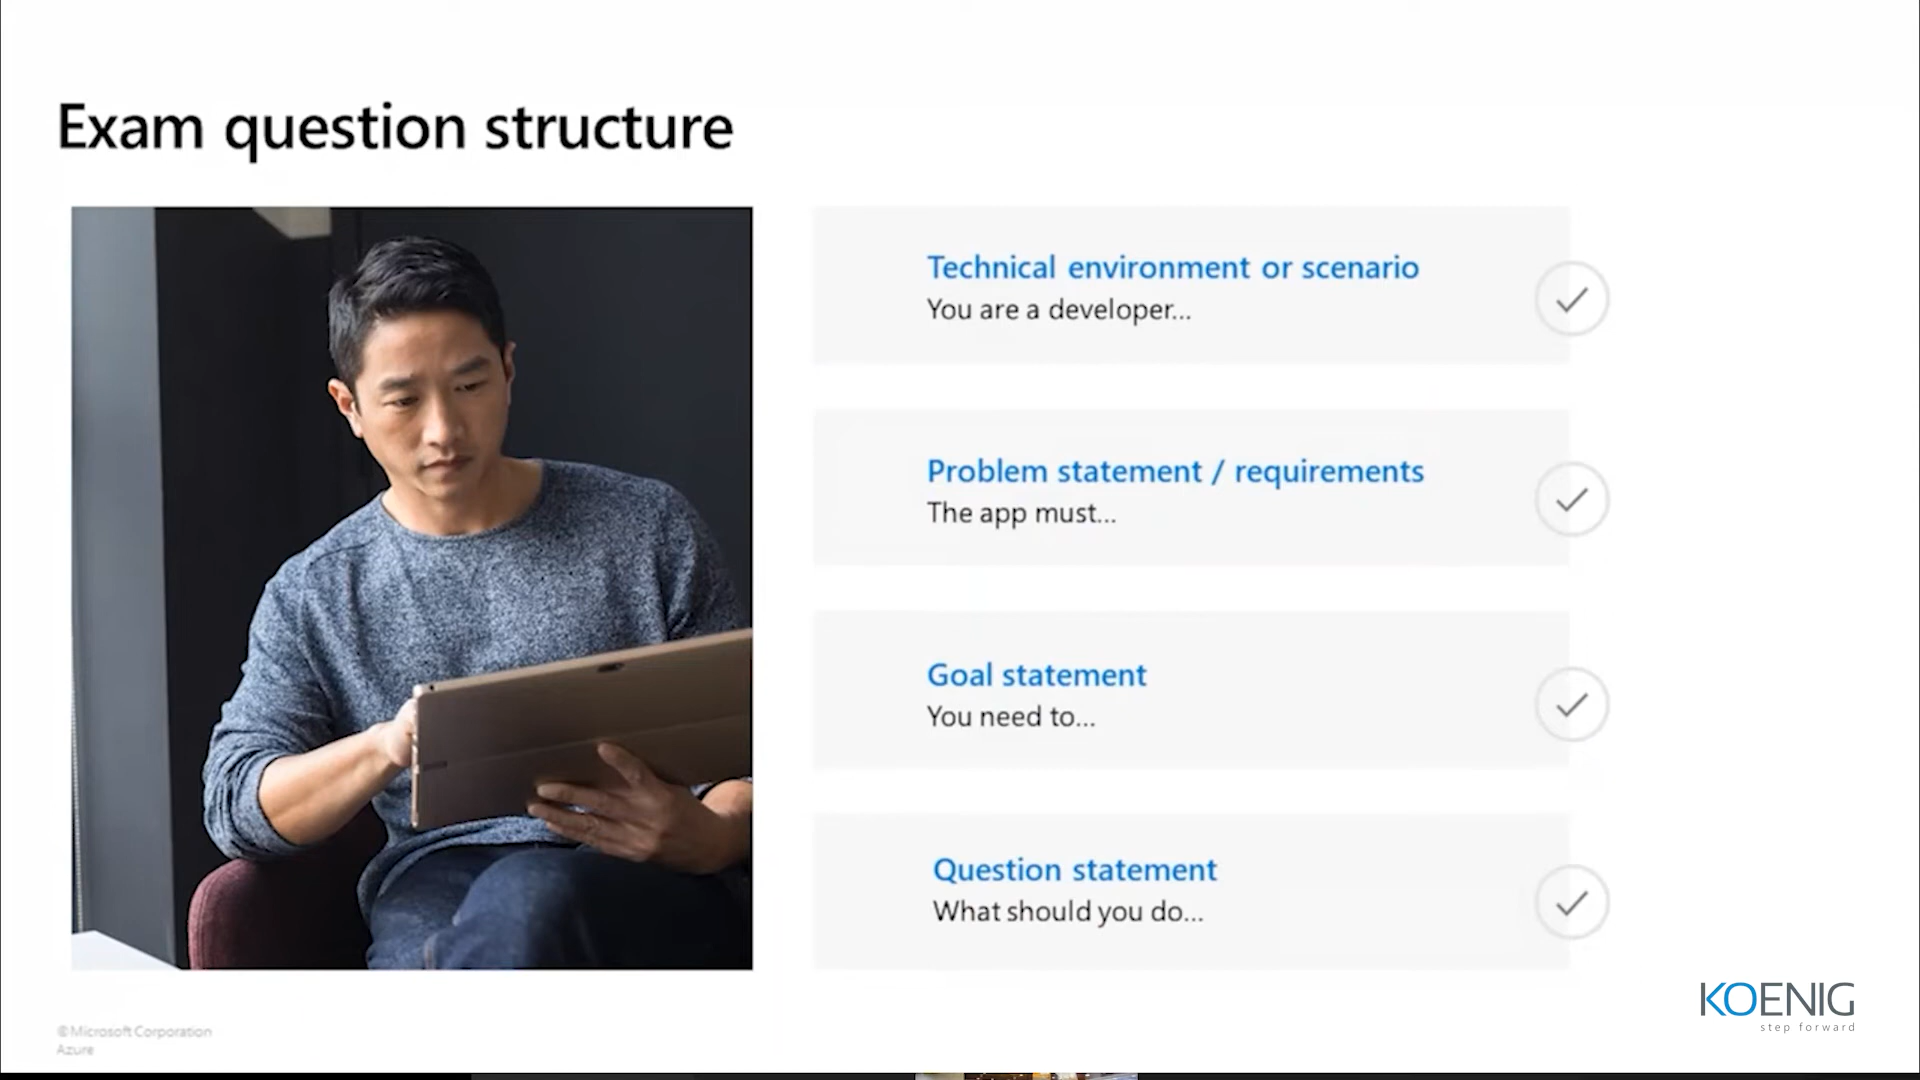 Exam question structure
Technical environment or scenario
You are a developer...
Problem statement / requirements
The app must...
Goal statement
You need to...
Question statement
What should you do...
©Microsoft Corporation
Azure
KOENIG
step forward